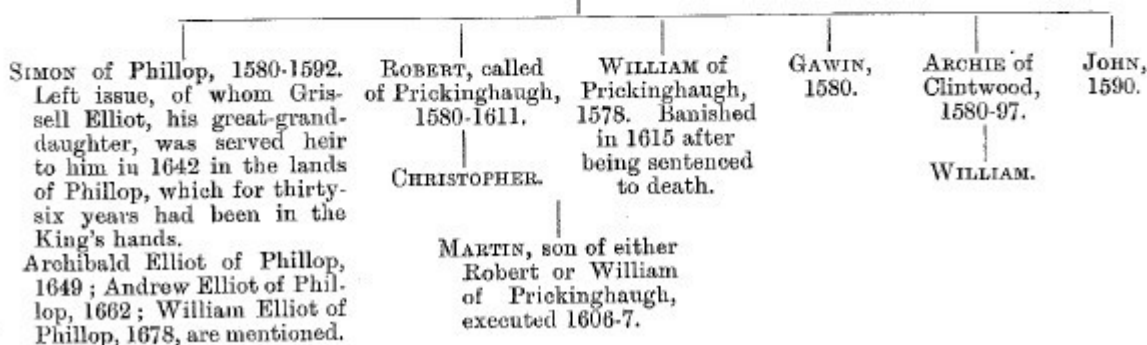 SIMON of Phillop, 1580-1592.
Left issue, of whom Gris-
sell Elliot, his great-grand-
daughter, was served heir
to him in 1642 in the lands
of Phillop, which for thirty-
six years had been in the
King's hands.
Archibald Elliot of Phillop,
1649; Andrew Elliot of Phil-
lop, 1662; William Elliot of
Phillop, 1678, are mentioned.
ROBERT, called
of Prickinghaugh,
1580-1611.
CHRISTOPHER.
WILLIAM of
Prickinghaugh,
1578. Banished
in 1615 after
being sentenced
to death.
MARTIN, son of either
Robert or William
of Prickinghaugh,
executed 1606-7.
GAWIN,
1580.
ARCHIE of
Clintwood,
1580-97.
WILLIAM.
JOHN,
1590.